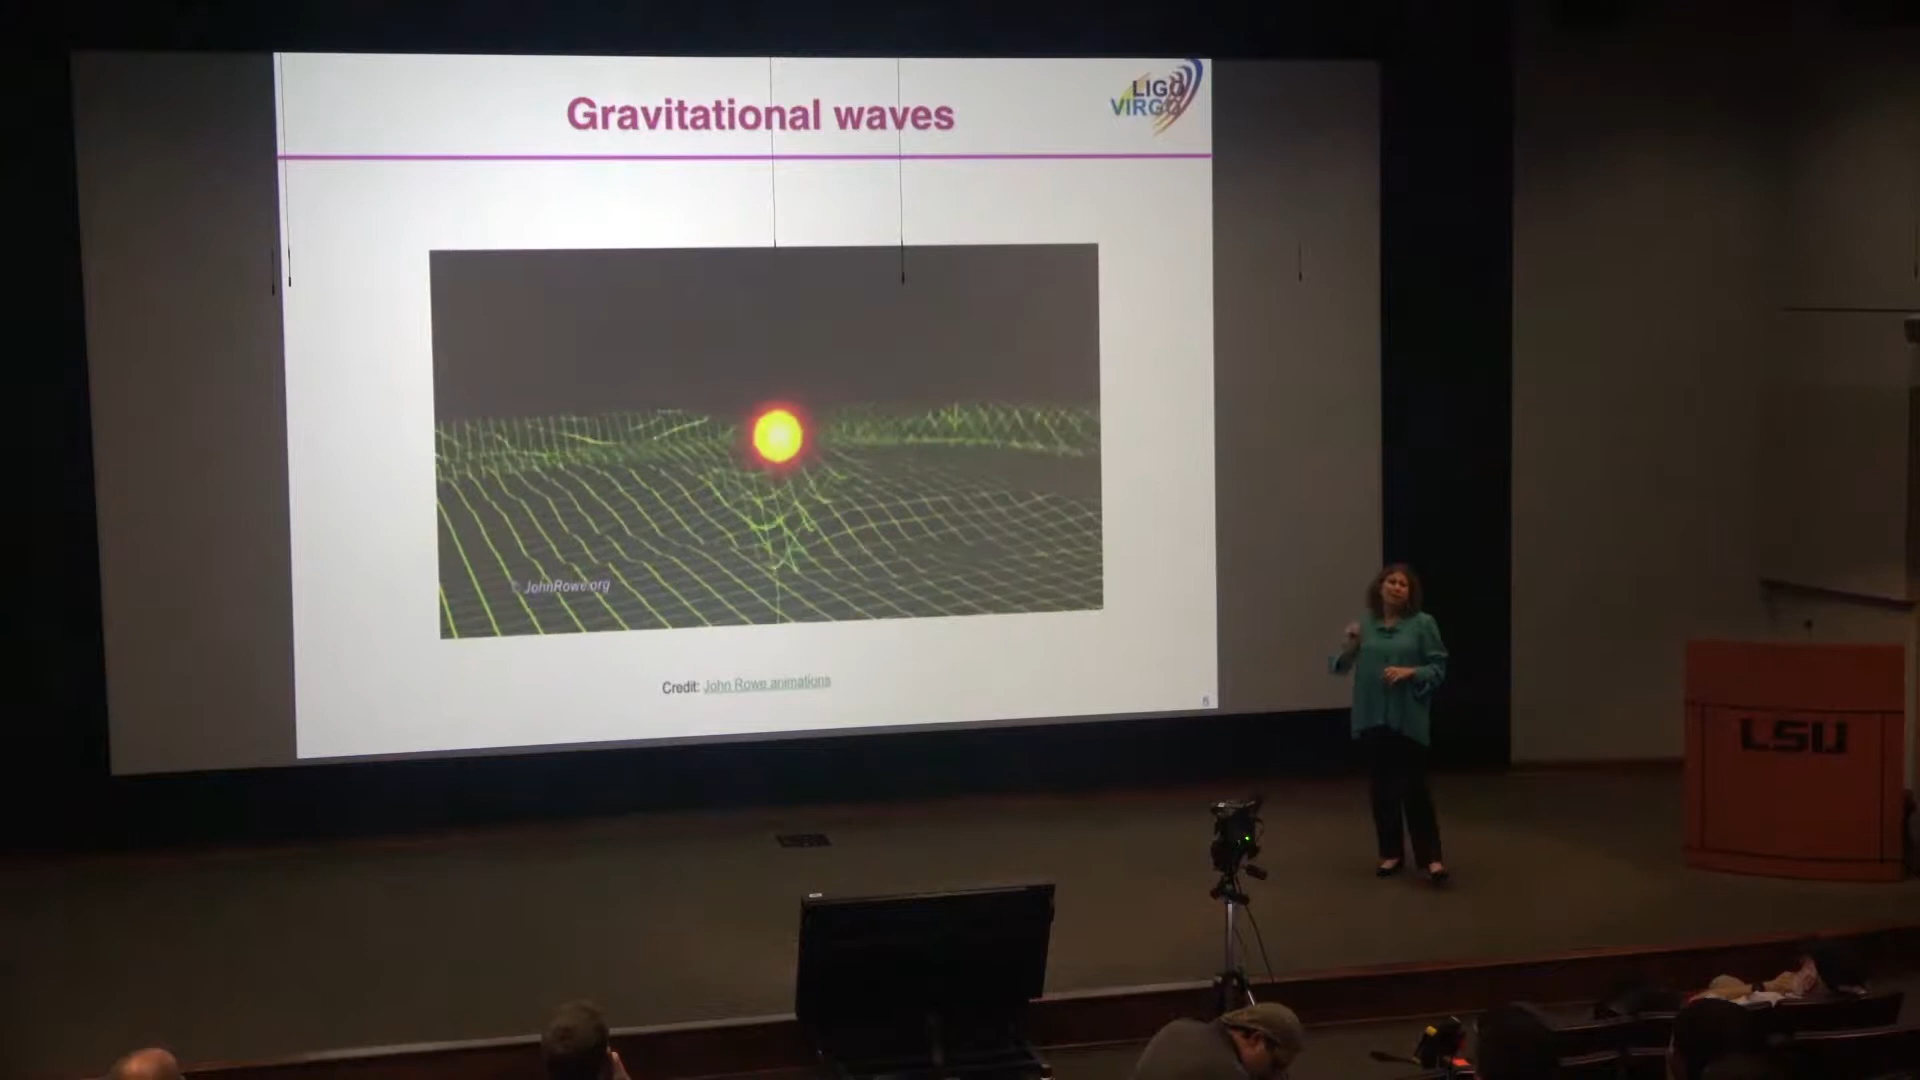 Gravitational waves
LIGO
VIRGO
© JohnRowe.org
Credit: John Rowe animations
LSU